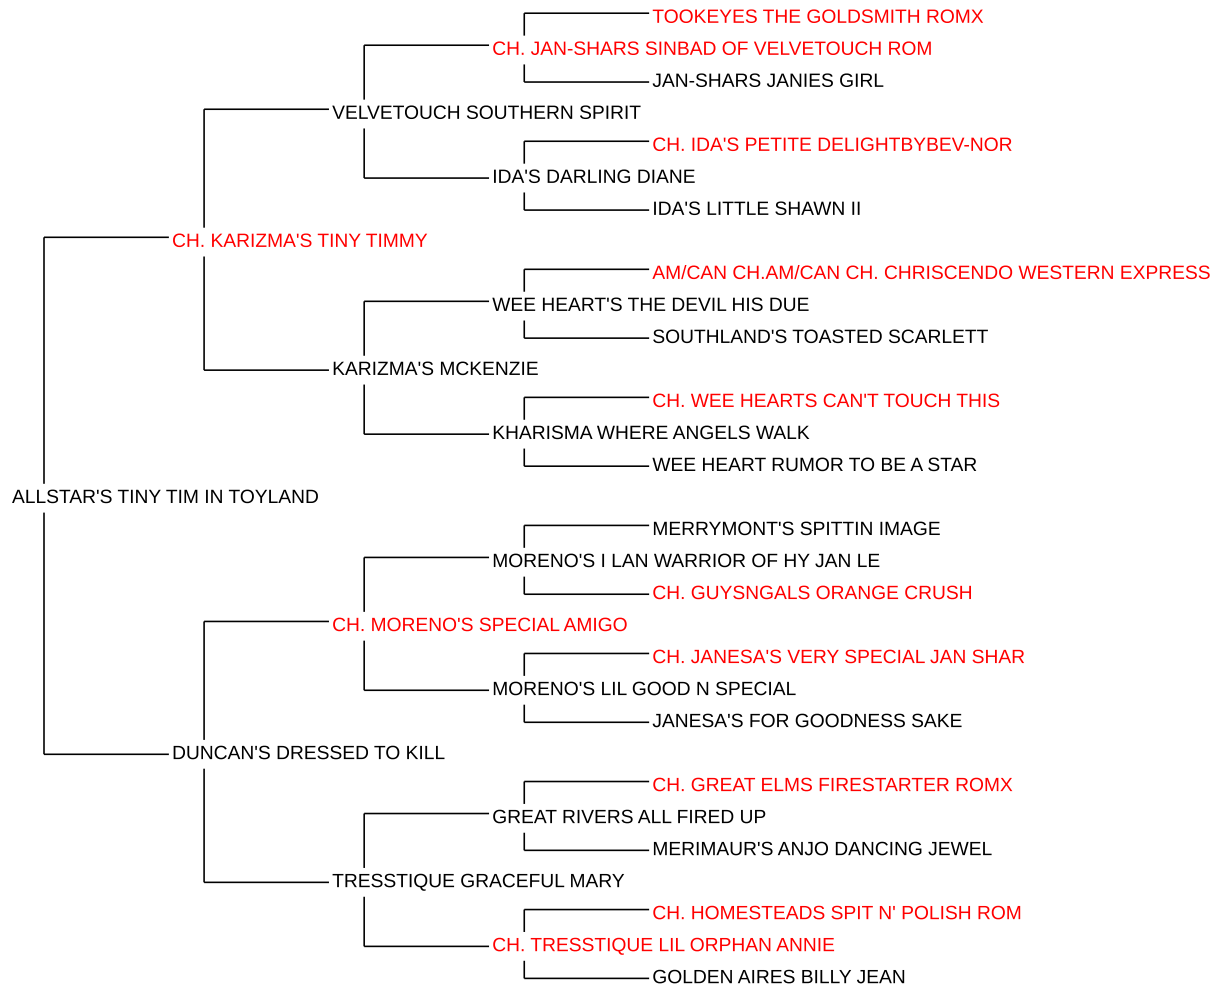 TOOKEYES THE GOLDSMITH ROMX
CH. JAN-SHARS SINBAD OF VELVETOUCH ROM
JAN-SHARS JANIES GIRL
VELVETOUCH SOUTHERN SPIRIT
CH. IDA'S PETITE DELIGHTBYBEV-NOR
IDA'S DARLING DIANE
IDA'S LITTLE SHAWN II
CH. KARIZMA'S TINY TIMMY
AM/CAN CH.AM/CAN CH. CHRISCENDO WESTERN EXPRESS
WEE HEART'S THE DEVIL HIS DUE
SOUTHLAND'S TOASTED SCARLETT
KARIZMA'S MCKENZIE
CH. WEE HEARTS CAN'T TOUCH THIS
KHARISMA WHERE ANGELS WALK
WEE HEART RUMOR TO BE A STAR
ALLSTAR'S TINY TIM IN TOYLAND
MERRYMONT'S SPITTIN IMAGE
MORENO'S I LAN WARRIOR OF HY JAN LE
CH. GUYSNGALS ORANGE CRUSH
CH. MORENO'S SPECIAL AMIGO
CH. JANESA'S VERY SPECIAL JAN SHAR
MORENO'S LIL GOOD N SPECIAL
JANESA'S FOR GOODNESS SAKE
DUNCAN'S DRESSED TO KILL
CH. GREAT ELMS FIRESTARTER ROMX
GREAT RIVERS ALL FIRED UP
MERIMAUR'S ANJO DANCING JEWEL
TRESSTIQUE GRACEFUL MARY
CH. HOMESTEADS SPIT N' POLISH ROM
CH. TRESSTIQUE LIL ORPHAN ANNIE
GOLDEN AIRES BILLY JEAN